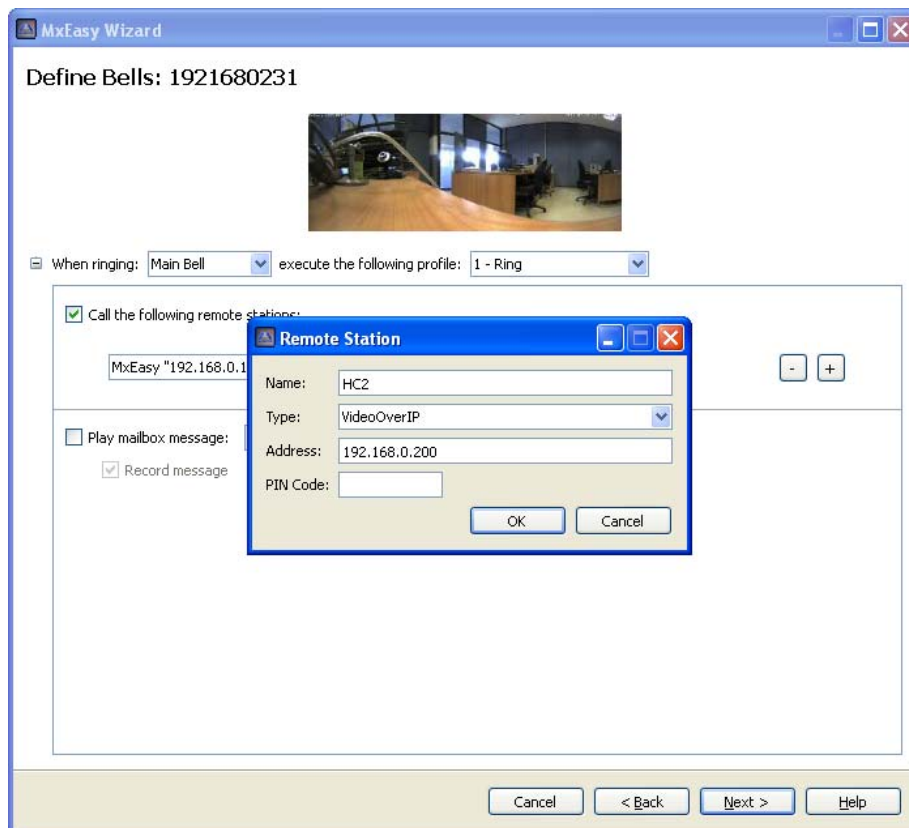 MxEasy Wizard
Define Bells: 1921680231
When ringing: Main Bell execute the following profile: 1 - Ring
Call the following remote stations:
MxEasy "192.168.0.1
- +
Remote Station
Name: HC2
Type: VideoOverIP
Address: 192.168.0.200
PIN Code:
OK Cancel
Play mailbox message:
Record message
Cancel < Back Next > Help